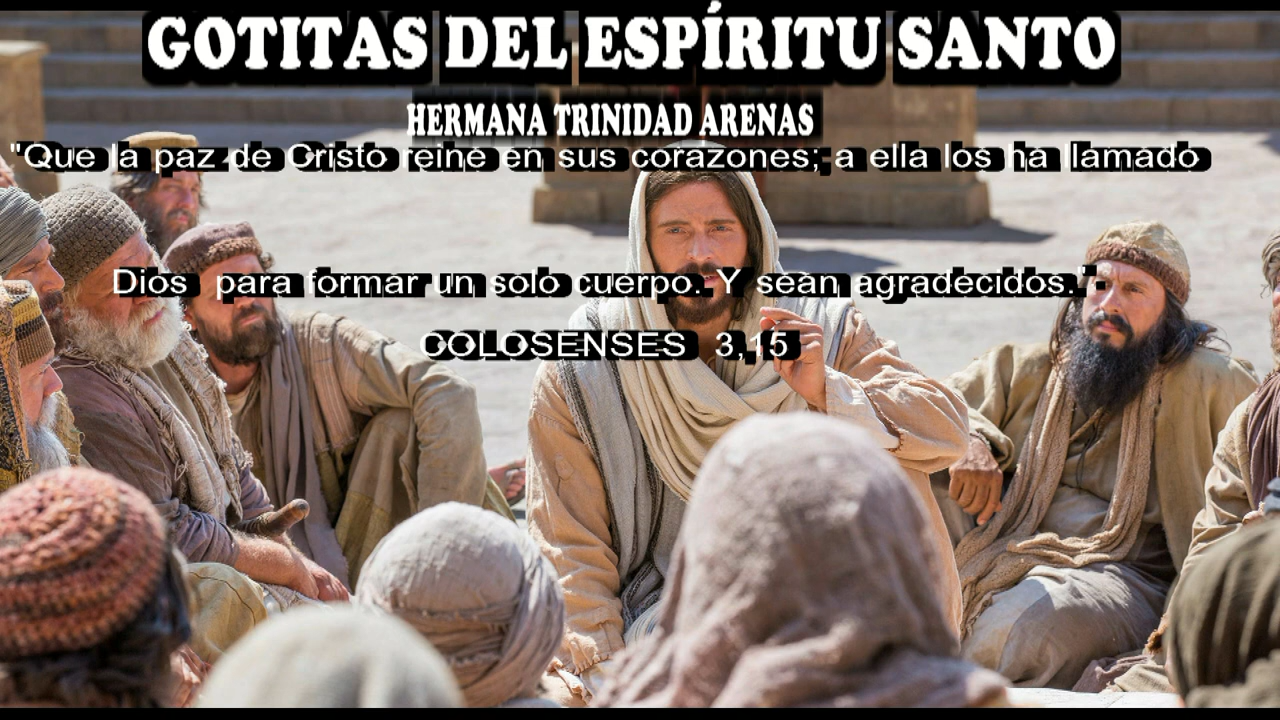 GOTITAS DEL ESPÍRITU SANTO
HERMANA TRINIDAD ARENAS
"Que la paz de Cristo reine en sus corazones; a ella los ha llamado
Dios para formar un solo cuerpo. Y sean agradecidos."
COLOSENSES 3,15